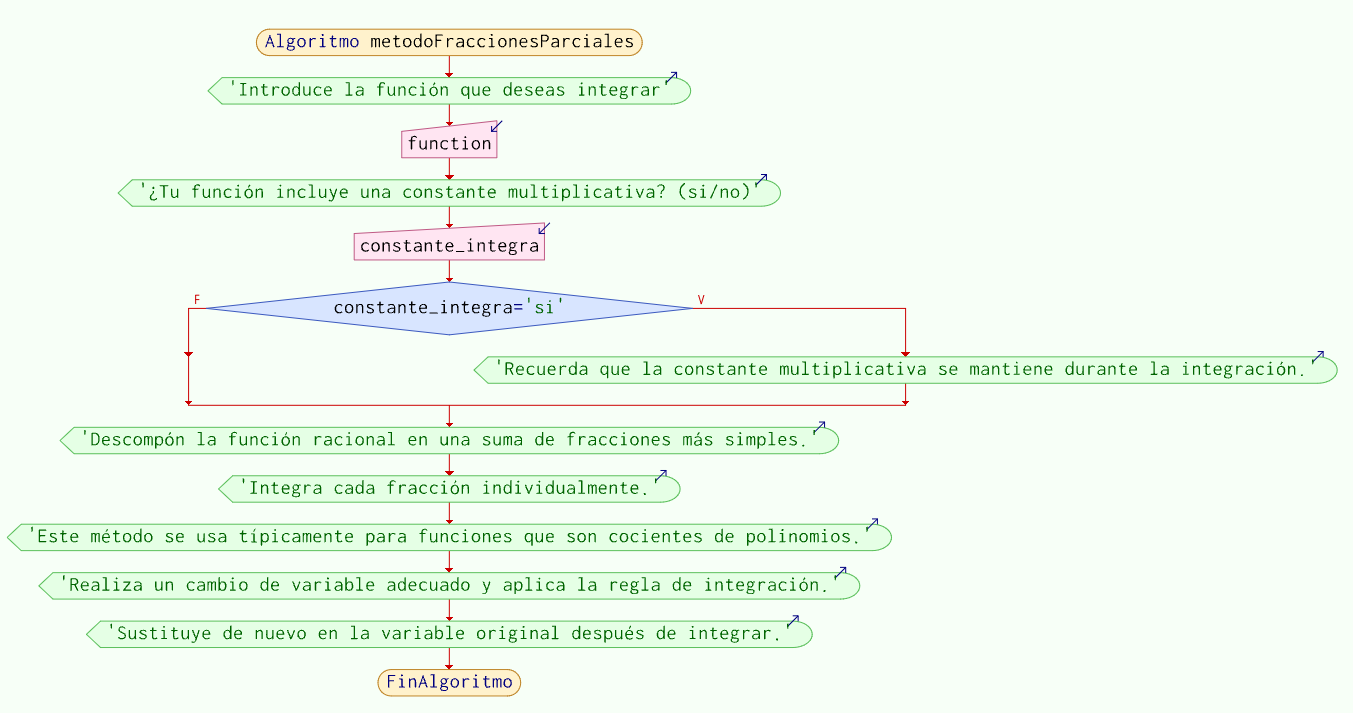 Algoritmo metodoFraccionesParciales
'Introduce la función que deseas integrar'
function
'¿Tu función incluye una constante multiplicativa? (si/no)'
constante_integra
F
constante_integra='si'
V
'Recuerda que la constante multiplicativa se mantiene durante la integración.'
'Descompón la función racional en una suma de fracciones más simples.'
'Integra cada fracción individualmente.'
'Este método se usa típicamente para funciones que son cocientes de polinomios.'
'Realiza un cambio de variable adecuado y aplica la regla de integración.'
'Sustituye de nuevo en la variable original después de integrar.'
FinAlgoritmo